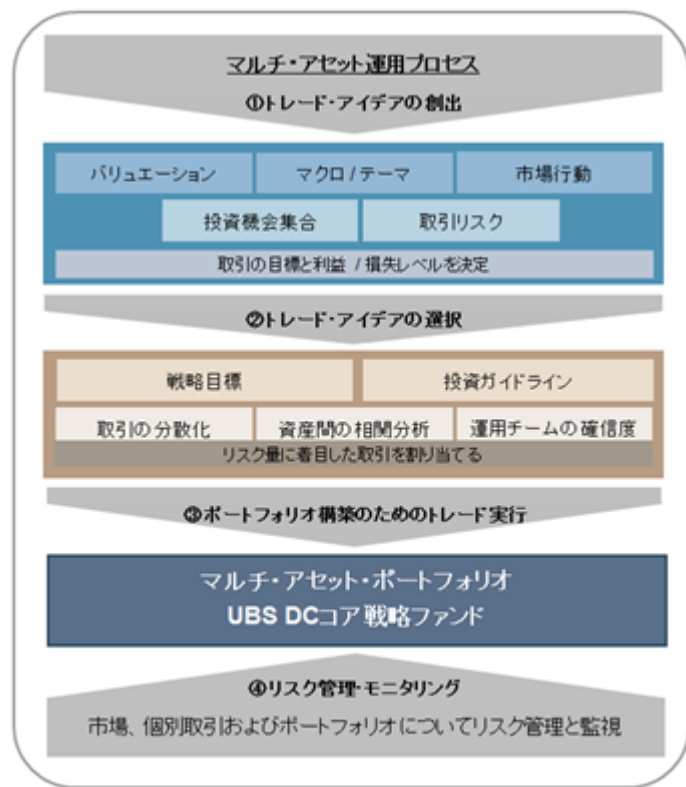 マルチ・アセット運用プロセス
①トレード・アイデアの創出
バリュエーション マクロ / テーマ 市場行動
投資機会集合 取引リスク
取引の目標と利益 / 損失レベルを決定
②トレード・アイデアの選択
戦略目標 投資ガイドライン
取引の分散化 資産間の相関分析 運用チームの確信度
リスク量に着目した取引を割り当てる
③ポートフォリオ構築のためのトレード実行
マルチ・アセット・ポートフォリオ
UBS DCコア戦略ファンド
④リスク管理・モニタリング
市場、個別取引およびポートフォリオについてリスク管理と監視